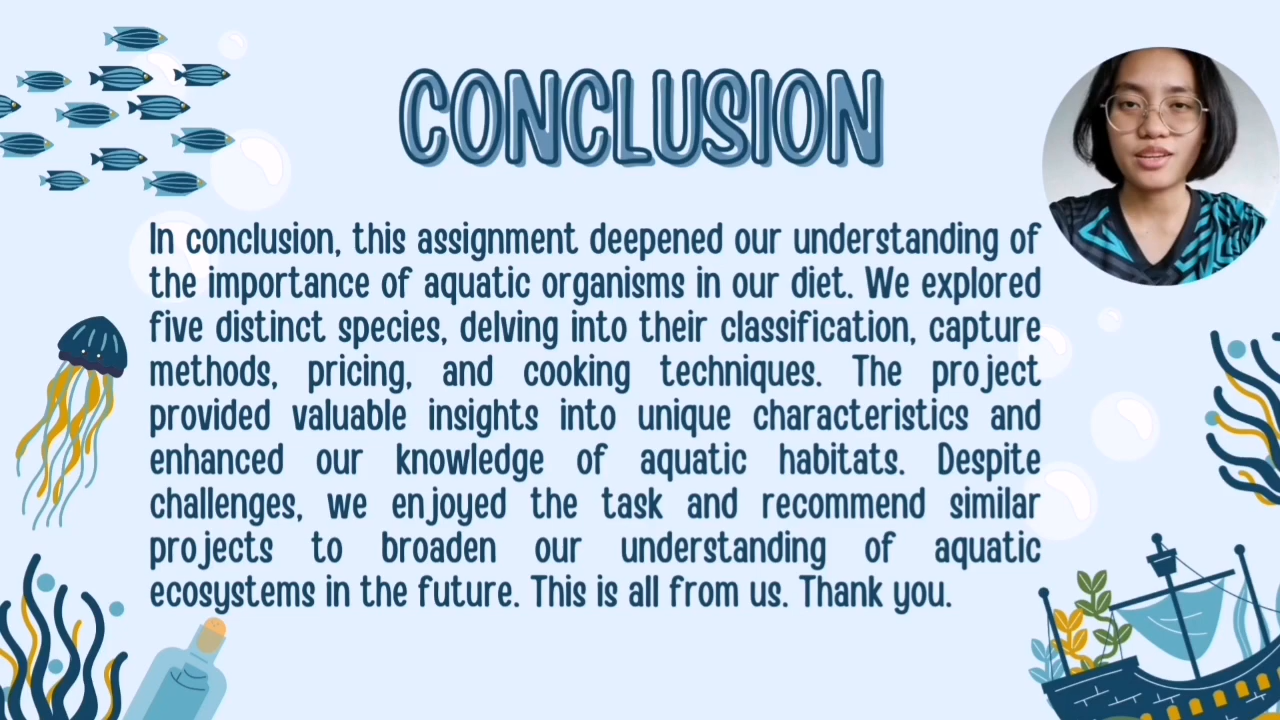 CONCLUSION
In conclusion, this assignment deepened our understanding of
the importance of aquatic organisms in our diet. We explored
five distinct species, delving into their classification, capture
methods, pricing, and cooking techniques. The project
provided valuable insights into unique characteristics and
enhanced our knowledge of aquatic habitats. Despite
challenges, we enjoyed the task and recommend similar
projects to broaden our understanding of aquatic
ecosystems in the future. This is all from us. Thank you.